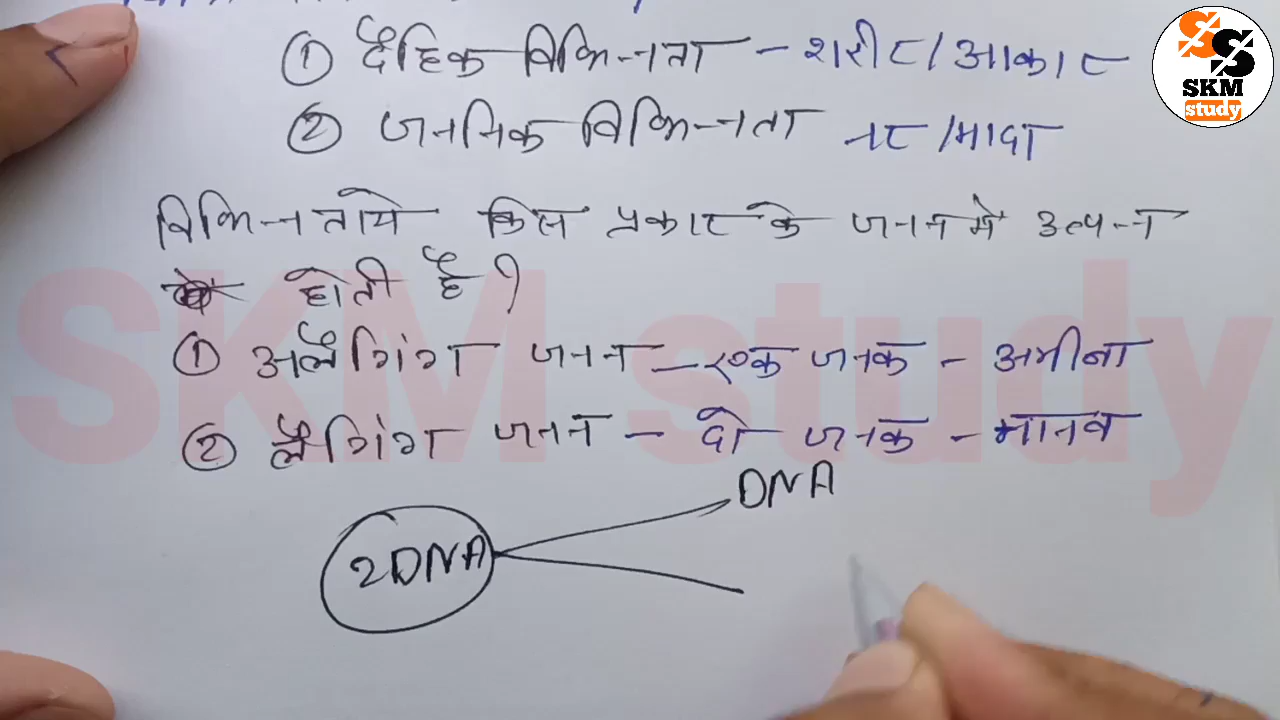 ① दैहिक विभिन्नता - शरीर/आकार
② जननिक विभिन्नता नर/मादा
विभिन्नताये किस प्रकार के जनन मे उत्पन्न
होती है?
① अलैगिंग जनन - एक जनक - अमीबा
② लैगिंग जनन - दो जनक - मानव
DNA
2DNA
SKM
study
SKM study